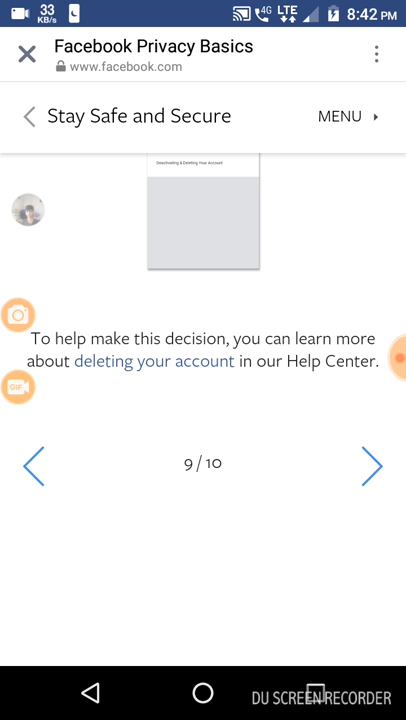 33
KB/s
4G
LTE
8:42 PM
Facebook Privacy Basics
www.facebook.com
Stay Safe and Secure
MENU
Deactivating & Deleting Your Account
To help make this decision, you can learn more
about deleting your account in our Help Center.
GIF
9 / 10
DU SCREEN RECORDER